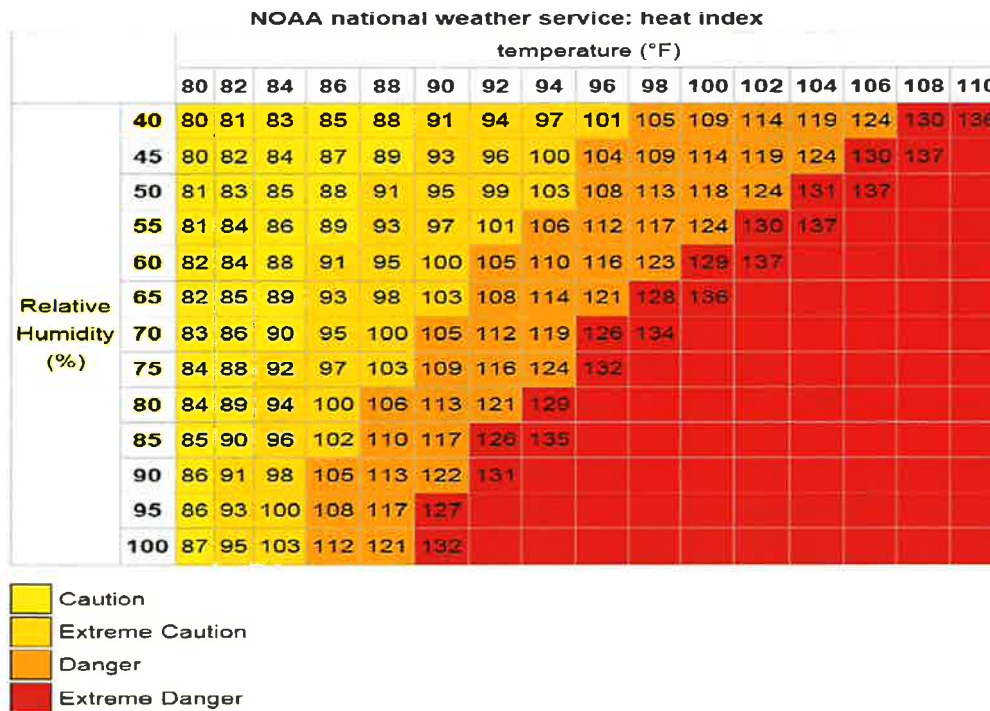 NOAA national weather service: heat index
temperature (°F)
80 82 84 86 88 90 92 94 96 98 100 102 104 106 108 110
40 80 81 83 85 88 91 94 97 101 105 109 114 119 124 130 136
45 80 82 84 87 89 93 96 100 104 109 114 119 124 130 137
50 81 83 85 88 91 95 99 103 108 113 118 124 131 137
55 81 84 86 89 93 97 101 106 112 117 124 130 137
60 82 84 88 91 95 100 105 110 116 123 129 137
Relative Humidity (%)
65 82 85 89 93 98 103 108 114 121 128 136
70 83 86 90 95 100 105 112 119 126 134
75 84 88 92 97 103 109 116 124 132
80 84 89 94 100 106 113 121 129
85 85 90 96 102 110 117 126 135
90 86 91 98 105 113 122 131
95 86 93 100 108 117 127
100 87 95 103 112 121 132
Caution
Extreme Caution
Danger
Extreme Danger